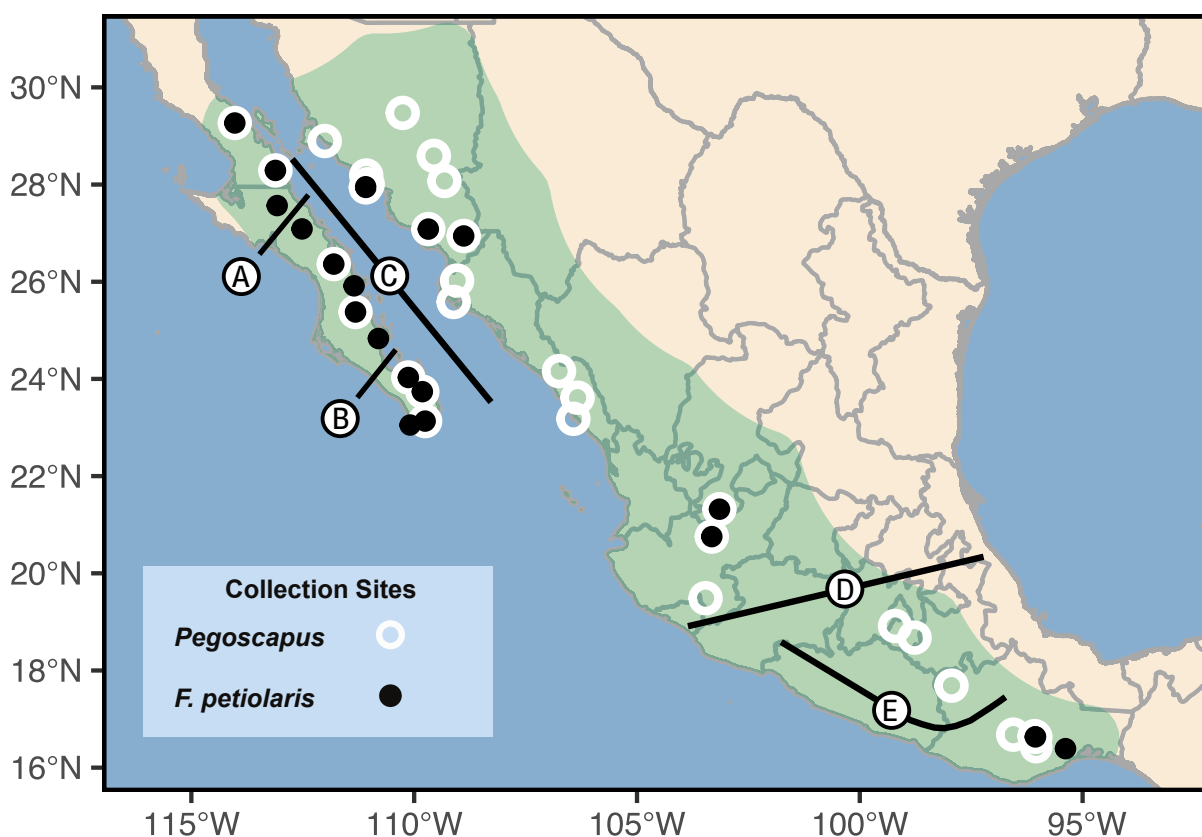 30°N
28°N
26°N
24°N
22°N
20°N
18°N
16°N
A
C
B
D
E
Collection Sites
Pegoscapus
F. petiolaris
115°W
110°W
105°W
100°W
95°W